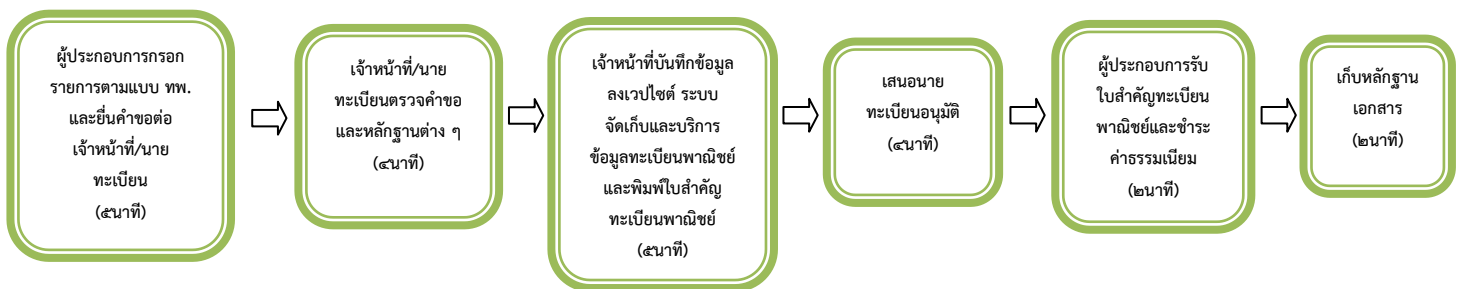 ผู้ประกอบการกรอก
รายการตามแบบ ทพ.
และยื่นคำขอต่อ
เจ้าหน้าที่/นาย
ทะเบียน
(๕นาที)
เจ้าหน้าที่/นาย
ทะเบียนตรวจคำขอ
และหลักฐานต่าง ๆ
(๔นาที)
เจ้าหน้าที่บันทึกข้อมูล
ลงเวปไซต์ ระบบ
จัดเก็บและบริการ
ข้อมูลทะเบียนพาณิชย์
และพิมพ์ใบสำคัญ
ทะเบียนพาณิชย์
(๕นาที)
เสนอนาย
ทะเบียนอนุมัติ
(๔นาที)
ผู้ประกอบการรับ
ใบสำคัญทะเบียน
พาณิชย์และชำระ
ค่าธรรมเนียม
(๒นาที)
เก็บหลักฐาน
เอกสาร
(๒นาที)